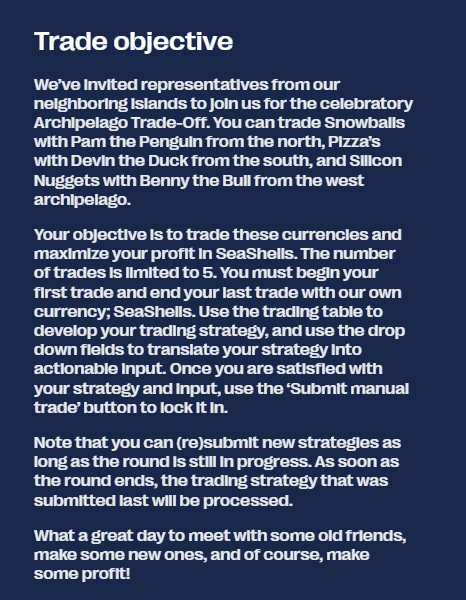 Trade objective
We've invited representatives from our
neighboring islands to join us for the celebratory
Archipelago Trade-Off. You can trade Snowballs
with Pam the Penguin from the north, Pizza's
with Devin the Duck from the south, and Silicon
Nuggets with Benny the Bull from the west
archipelago.
Your objective is to trade these currencies and
maximize your profit in SeaShells. The number
of trades is limited to 5. You must begin your
first trade and end your last trade with our own
currency; SeaShells. Use the trading table to
develop your trading strategy, and use the drop
down fields to translate your strategy into
actionable input. Once you are satisfied with
your strategy and input, use the ‘Submit manual
trade’ button to lock it in.
Note that you can (re)submit new strategies as
long as the round is still in progress. As soon as
the round ends, the trading strategy that was
submitted last will be processed.
What a great day to meet with some old friends,
make some new ones, and of course, make
some profit!